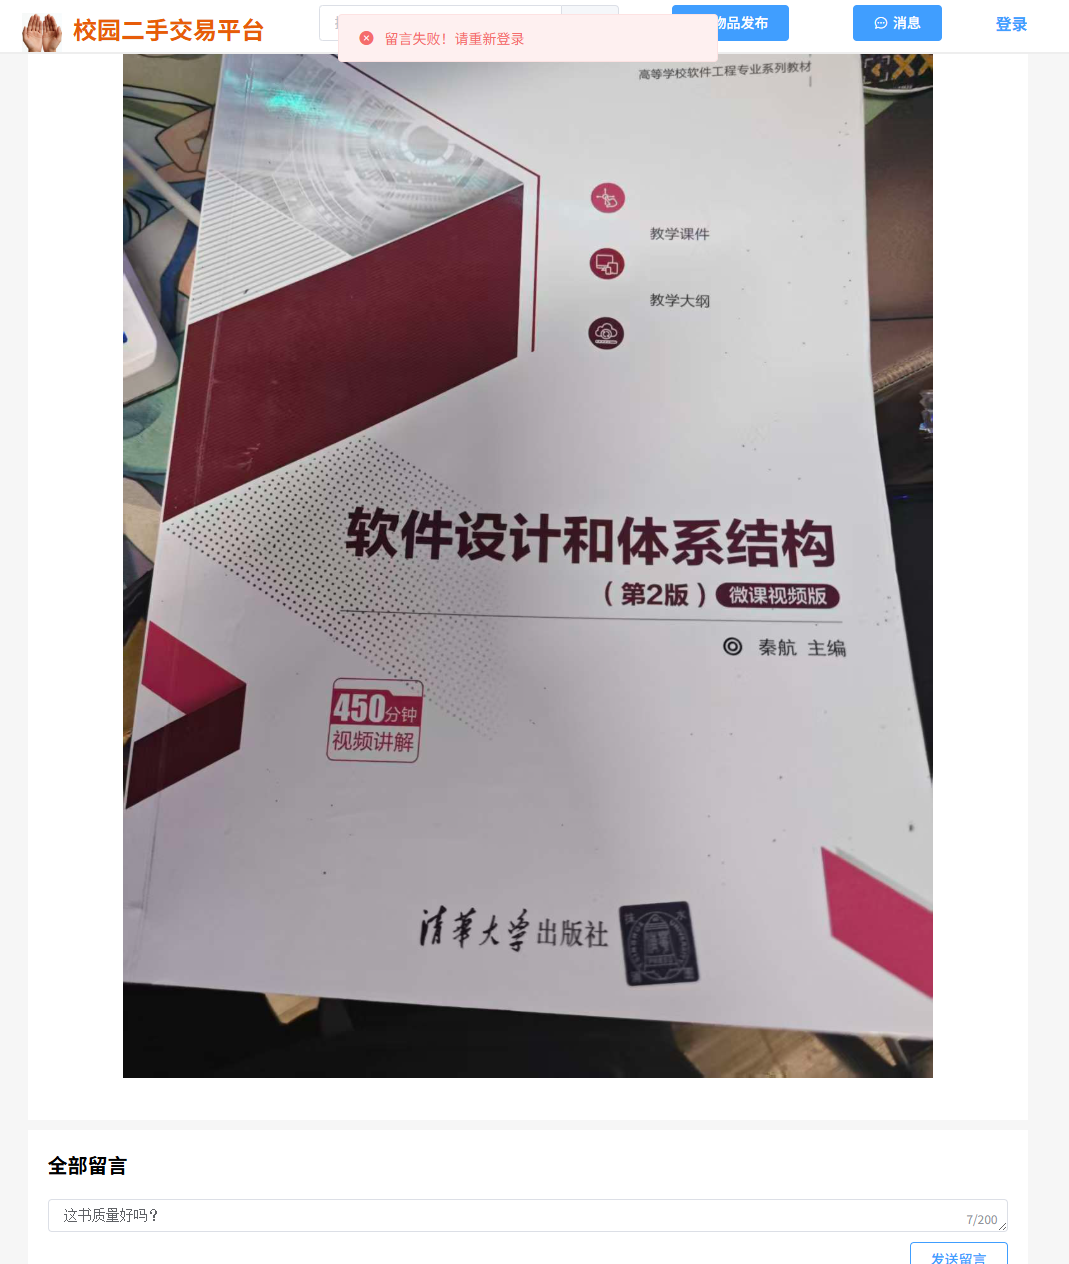 校园二手交易平台
物品发布
消息
登录
留言失败！请重新登录
高等学校软件工程专业系列教材
教学课件
教学大纲
软件设计和体系结构
（第2版）微课视频版
秦航 主编
450分钟
视频讲解
清华大学出版社
全部留言
这书质量好吗？
7/200
发送留言